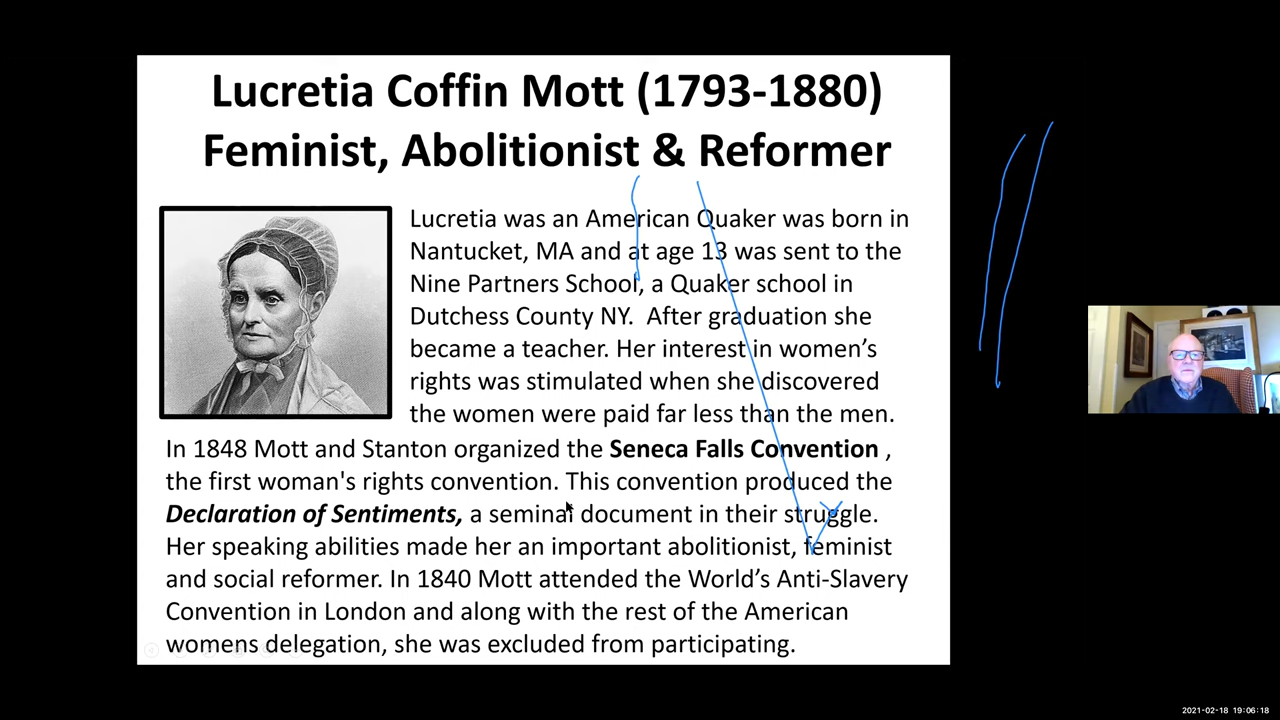 Lucretia Coffin Mott (1793-1880)
Feminist, Abolitionist & Reformer
Lucretia was an American Quaker was born in
Nantucket, MA and at age 13 was sent to the
Nine Partners School, a Quaker school in
Dutchess County NY.  After graduation she
became a teacher. Her interest in women’s
rights was stimulated when she discovered
the women were paid far less than the men.
In 1848 Mott and Stanton organized the Seneca Falls Convention ,
the first woman's rights convention. This convention produced the
Declaration of Sentiments, a seminal document in their struggle.
Her speaking abilities made her an important abolitionist, feminist
and social reformer. In 1840 Mott attended the World’s Anti-Slavery
Convention in London and along with the rest of the American
womens delegation, she was excluded from participating.
2021-02-18 19:06:18